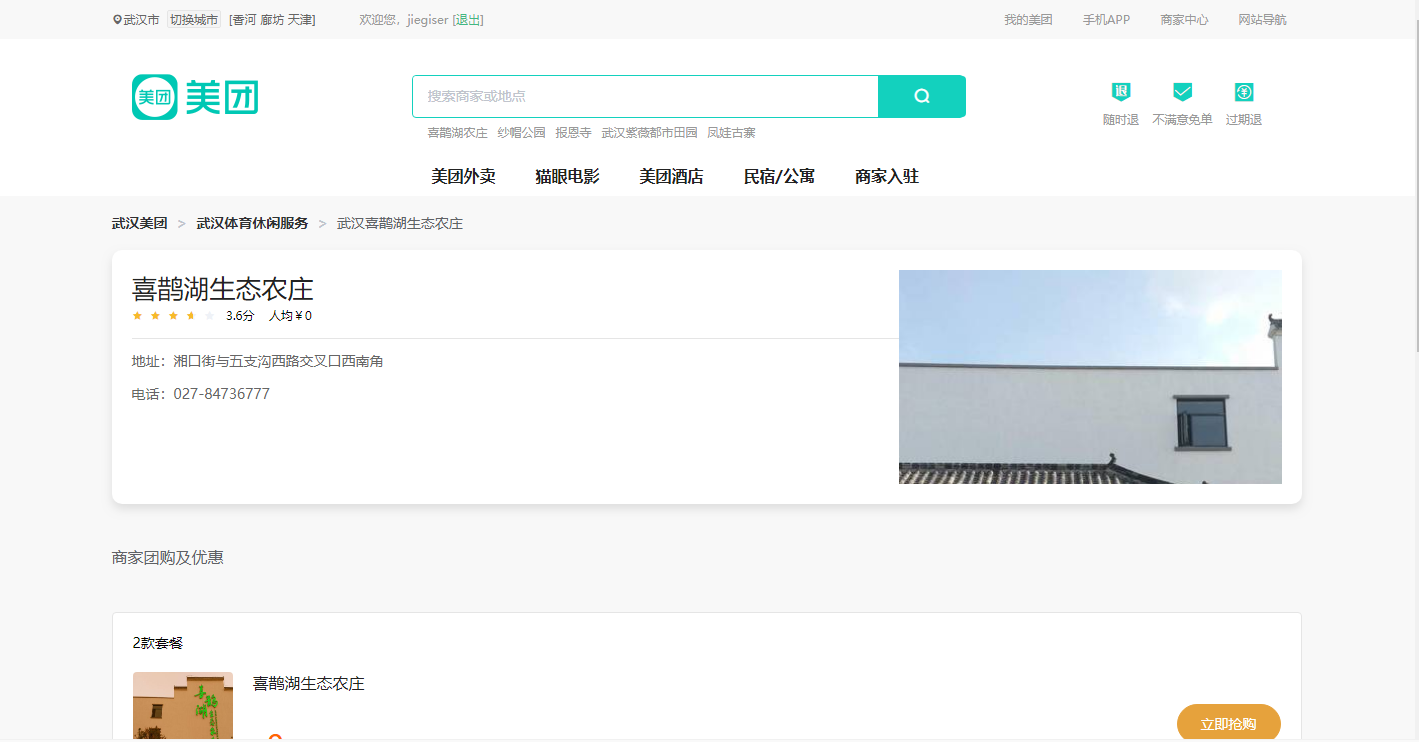 武汉市 切换城市 [香河 廊坊 天津] 欢迎您，jiegiser [退出] 我的美团 手机APP 商家中心 网站导航
美团 美团 搜索商家或地点 退 随时退 不满意免单 过期退
喜鹊湖农庄 纱帽公园 报恩寺 武汉紫薇都市田园 凤娃古寨
美团外卖 猫眼电影 美团酒店 民宿/公寓 商家入驻
武汉美团 > 武汉体育休闲服务 > 武汉喜鹊湖生态农庄
喜鹊湖生态农庄
3.6分 人均￥0
地址：湘口街与五支沟西路交叉口西南角
电话：027-84736777
商家团购及优惠
2款套餐
喜鹊湖生态农庄
喜鹊湖
立即抢购